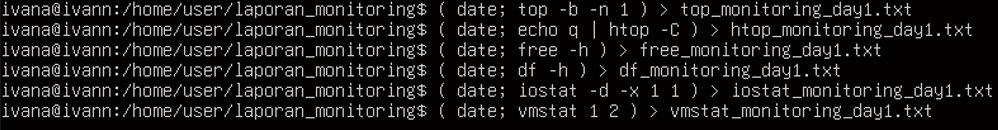 ivana@ivann:/home/user/laporan_monitoring$ ( date; top -b -n 1 ) > top_monitoring_day1.txt
ivana@ivann:/home/user/laporan_monitoring$ ( date; echo q | htop -C ) > htop_monitoring_day1.txt
ivana@ivann:/home/user/laporan_monitoring$ ( date; free -h ) > free_monitoring_day1.txt
ivana@ivann:/home/user/laporan_monitoring$ ( date; df -h ) > df_monitoring_day1.txt
ivana@ivann:/home/user/laporan_monitoring$ ( date; iostat -d -x 1 1 ) > iostat_monitoring_day1.txt
ivana@ivann:/home/user/laporan_monitoring$ ( date; vmstat 1 2 ) > vmstat_monitoring_day1.txt